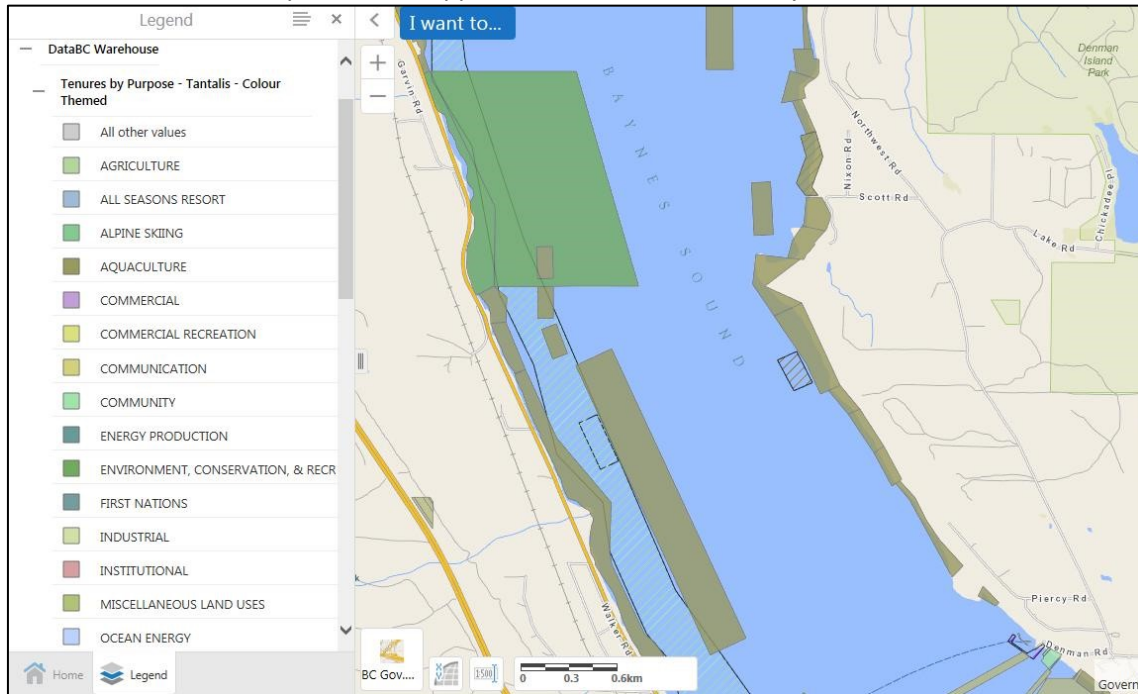 Legend
DataBC Warehouse
Tenures by Purpose - Tantalis - Colour
Themed
All other values
AGRICULTURE
ALL SEASONS RESORT
ALPINE SKIING
AQUACULTURE
COMMERCIAL
COMMERCIAL RECREATION
COMMUNICATION
COMMUNITY
ENERGY PRODUCTION
ENVIRONMENT, CONSERVATION, & RECR
FIRST NATIONS
INDUSTRIAL
INSTITUTIONAL
MISCELLANEOUS LAND USES
OCEAN ENERGY
Home
Legend
I want to...
Garvin Rd
BAYNES SOUND
Denman
Island
Park
Northwest Rd
Nixon Rd
Scott Rd
Chickadee Pl
Lake Rd
Walker Rd
Piercy Rd
Denman Rd
BC Gov....
1:500
0 0.3 0.6km
Govern